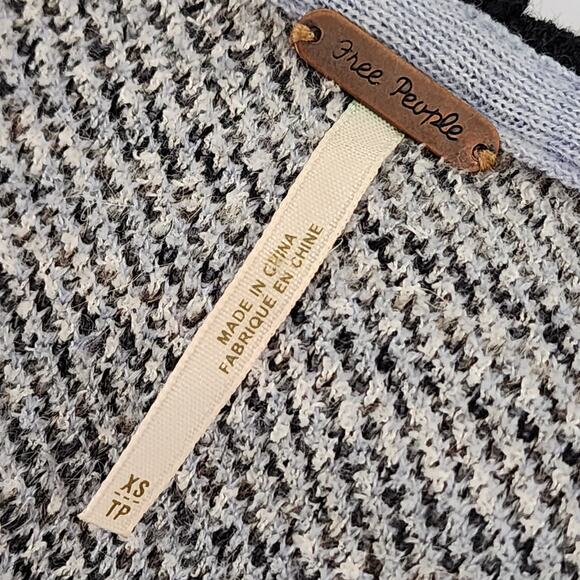 Free People
MADE IN CHINA
FABRIQUE EN CHINE
XS
TP